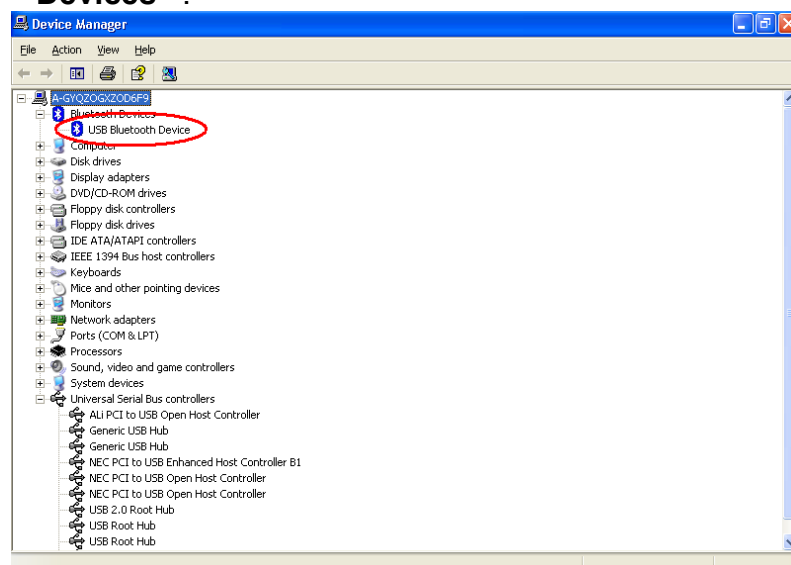 Devices".
Device Manager
File Action View Help
A-GYQZOGXZOD6F9
Bluetooth Devices
USB Bluetooth Device
Computer
Disk drives
Display adapters
DVD/CD-ROM drives
Floppy disk controllers
Floppy disk drives
IDE ATA/ATAPI controllers
IEEE 1394 Bus host controllers
Keyboards
Mice and other pointing devices
Monitors
Network adapters
Ports (COM & LPT)
Processors
Sound, video and game controllers
System devices
Universal Serial Bus controllers
ALi PCI to USB Open Host Controller
Generic USB Hub
Generic USB Hub
NEC PCI to USB Enhanced Host Controller B1
NEC PCI to USB Open Host Controller
NEC PCI to USB Open Host Controller
USB 2.0 Root Hub
USB Root Hub
USB Root Hub